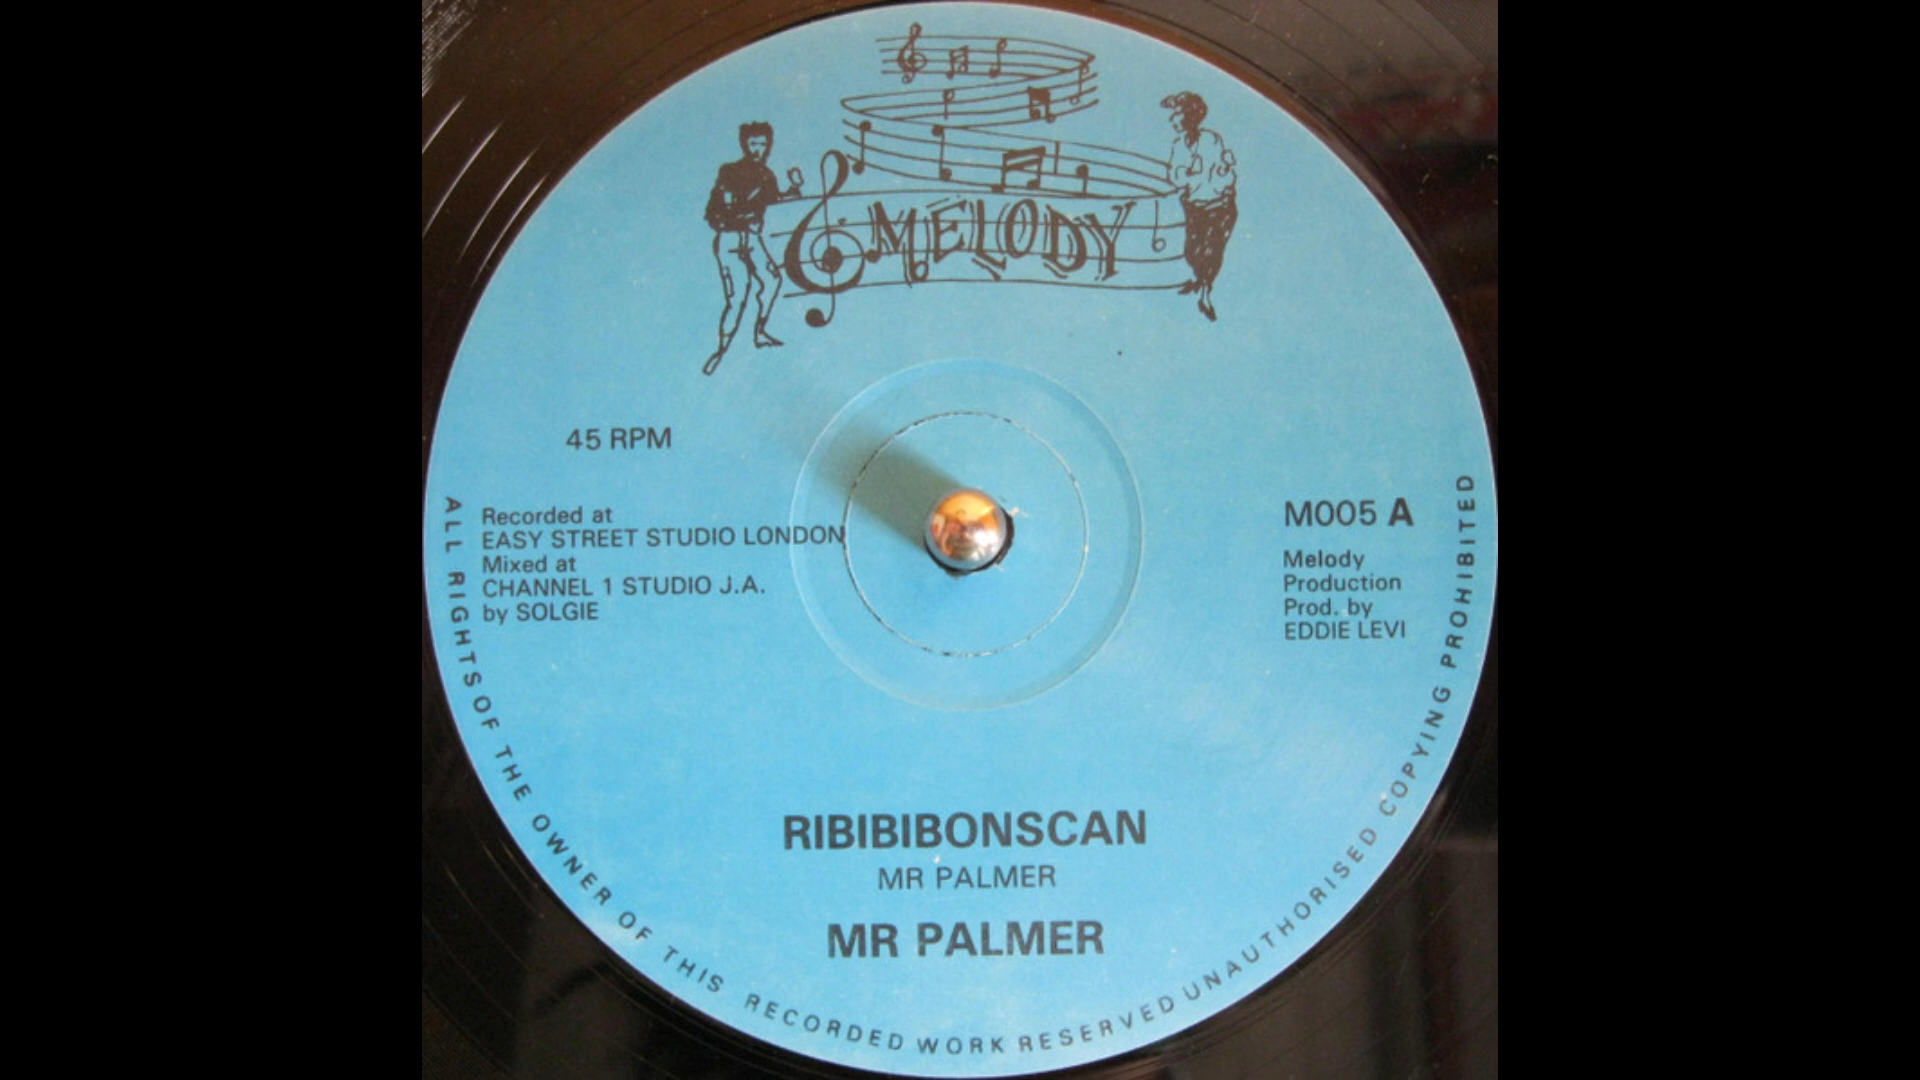 MELODY
45 RPM
Recorded at
EASY STREET STUDIO LONDON
Mixed at
CHANNEL 1 STUDIO J.A.
by SOLGIE
M005 A
Melody
Production
Prod. by
EDDIE LEVI
RIBIBIBONSCAN
MR PALMER
MR PALMER
ALL RIGHTS OF THE OWNER OF THIS RECORDED WORK RESERVED UNAUTHORISED COPYING PROHIBITED